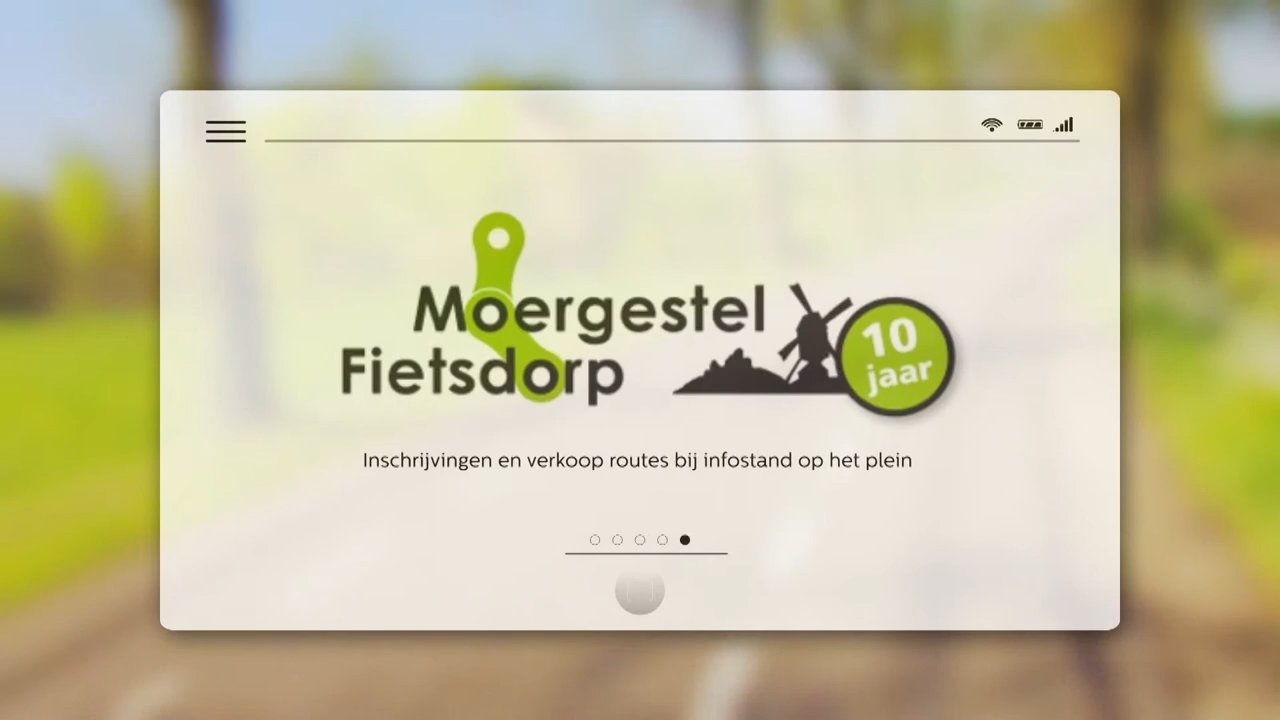 Moergestel
Fietsdorp
10
jaar
Inschrijvingen en verkoop routes bij infostand op het plein